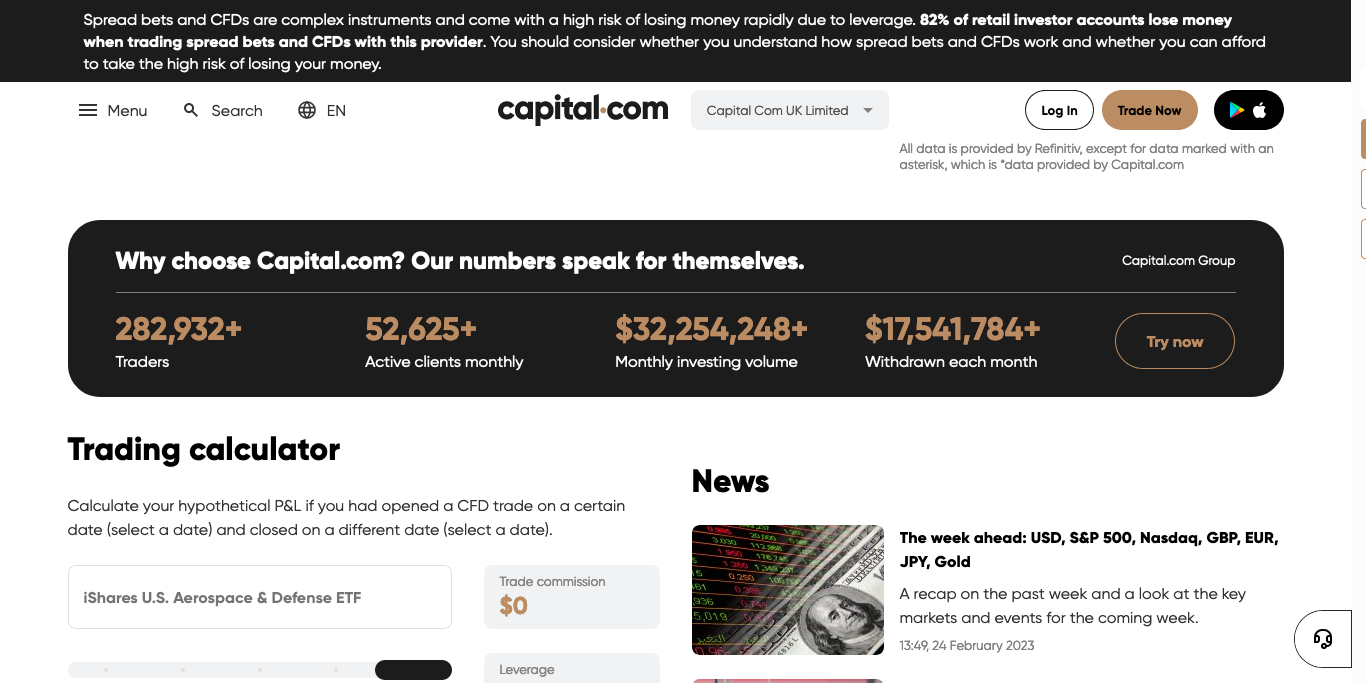 Spread bets and CFDs are complex instruments and come with a high risk of losing money rapidly due to leverage. 82% of retail investor accounts lose money
when trading spread bets and CFDs with this provider. You should consider whether you understand how spread bets and CFDs work and whether you can afford
to take the high risk of losing your money.
Menu
Search
EN
capital.com
Capital Com UK Limited
Log In
Trade Now
All data is provided by Refinitiv, except for data marked with an
asterisk, which is *data provided by Capital.com
Why choose Capital.com? Our numbers speak for themselves.
Capital.com Group
282,932+
Traders
52,625+
Active clients monthly
$32,254,248+
Monthly investing volume
$17,541,784+
Withdrawn each month
Try now
Trading calculator
Calculate your hypothetical P&L if you had opened a CFD trade on a certain
date (select a date) and closed on a different date (select a date).
iShares U.S. Aerospace & Defense ETF
Trade commission
$0
Leverage
News
The week ahead: USD, S&P 500, Nasdaq, GBP, EUR,
JPY, Gold
A recap on the past week and a look at the key
markets and events for the coming week.
13:49, 24 February 2023